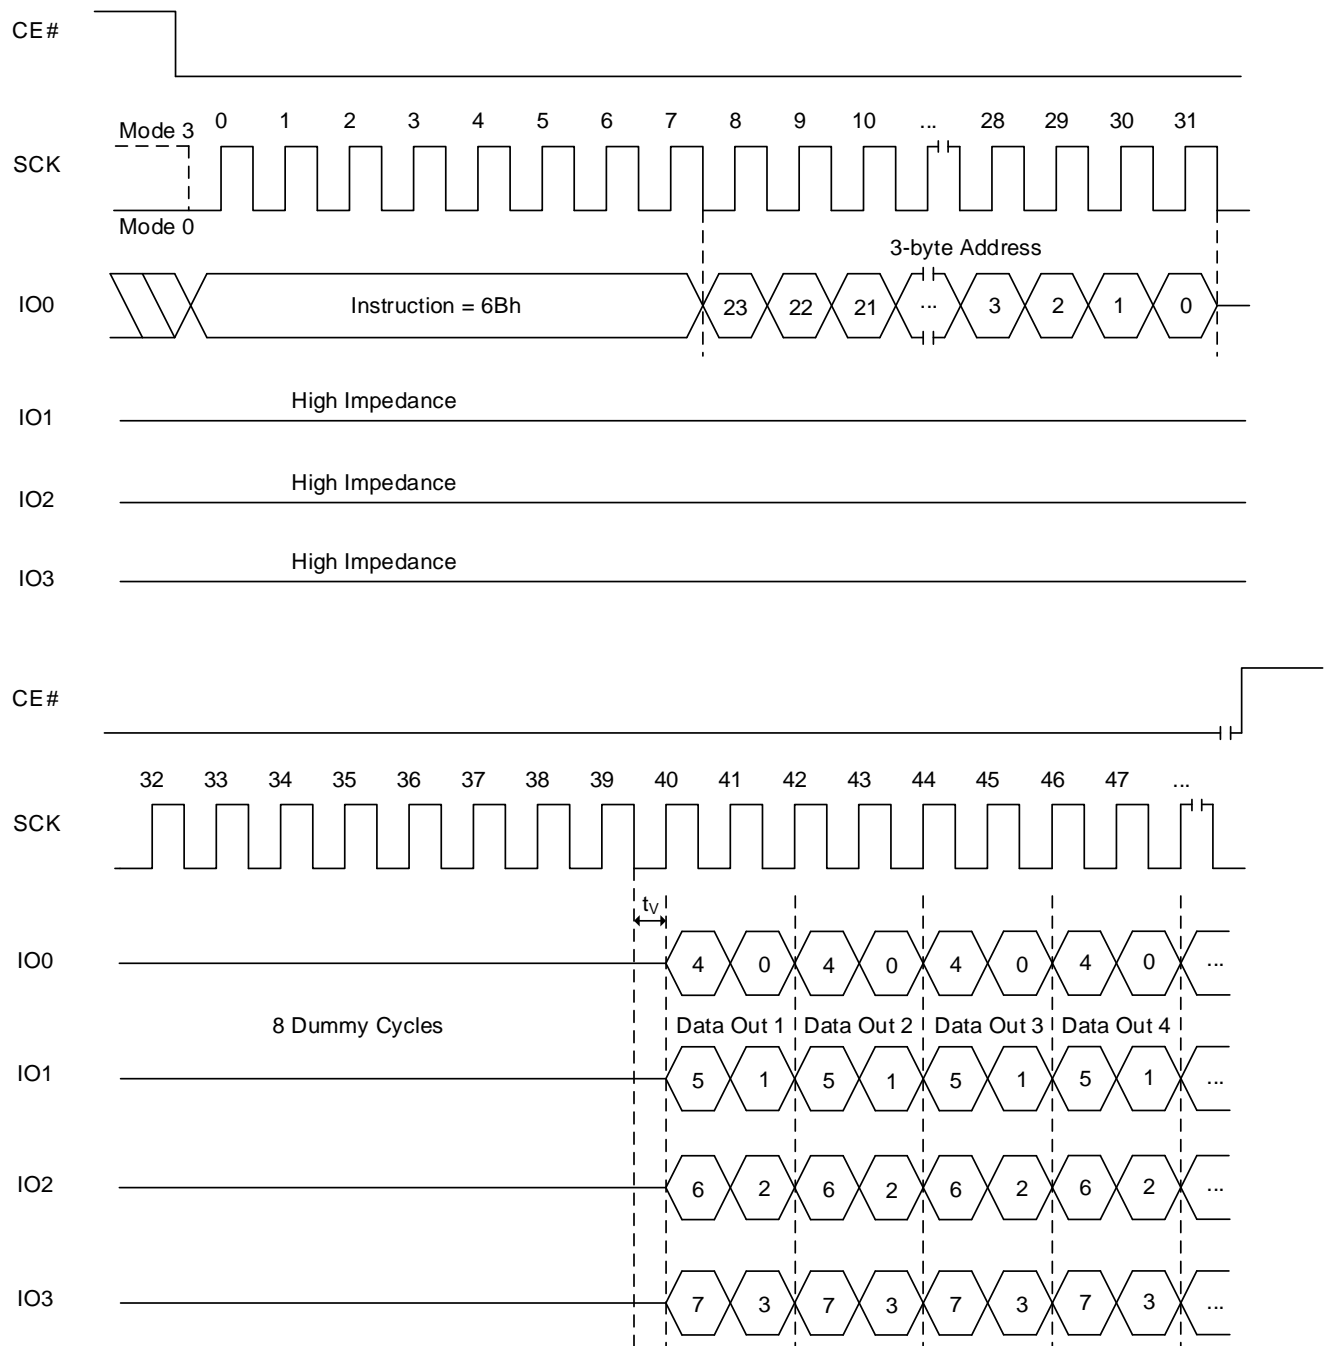 CE#
Mode 3 0 1 2 3 4 5 6 7 8 9 10 ... 28 29 30 31
SCK
Mode 0
3-byte Address
IO0 Instruction = 6Bh 23 22 21 ... 3 2 1 0
High Impedance
IO1
High Impedance
IO2
High Impedance
IO3
CE#
32 33 34 35 36 37 38 39 40 41 42 43 44 45 46 47 ...
SCK
tV
IO0 4 0 4 0 4 0 4 0 ...
8 Dummy Cycles Data Out 1 Data Out 2 Data Out 3 Data Out 4
IO1 5 1 5 1 5 1 5 1 ...
IO2 6 2 6 2 6 2 6 2 ...
IO3 7 3 7 3 7 3 7 3 ...